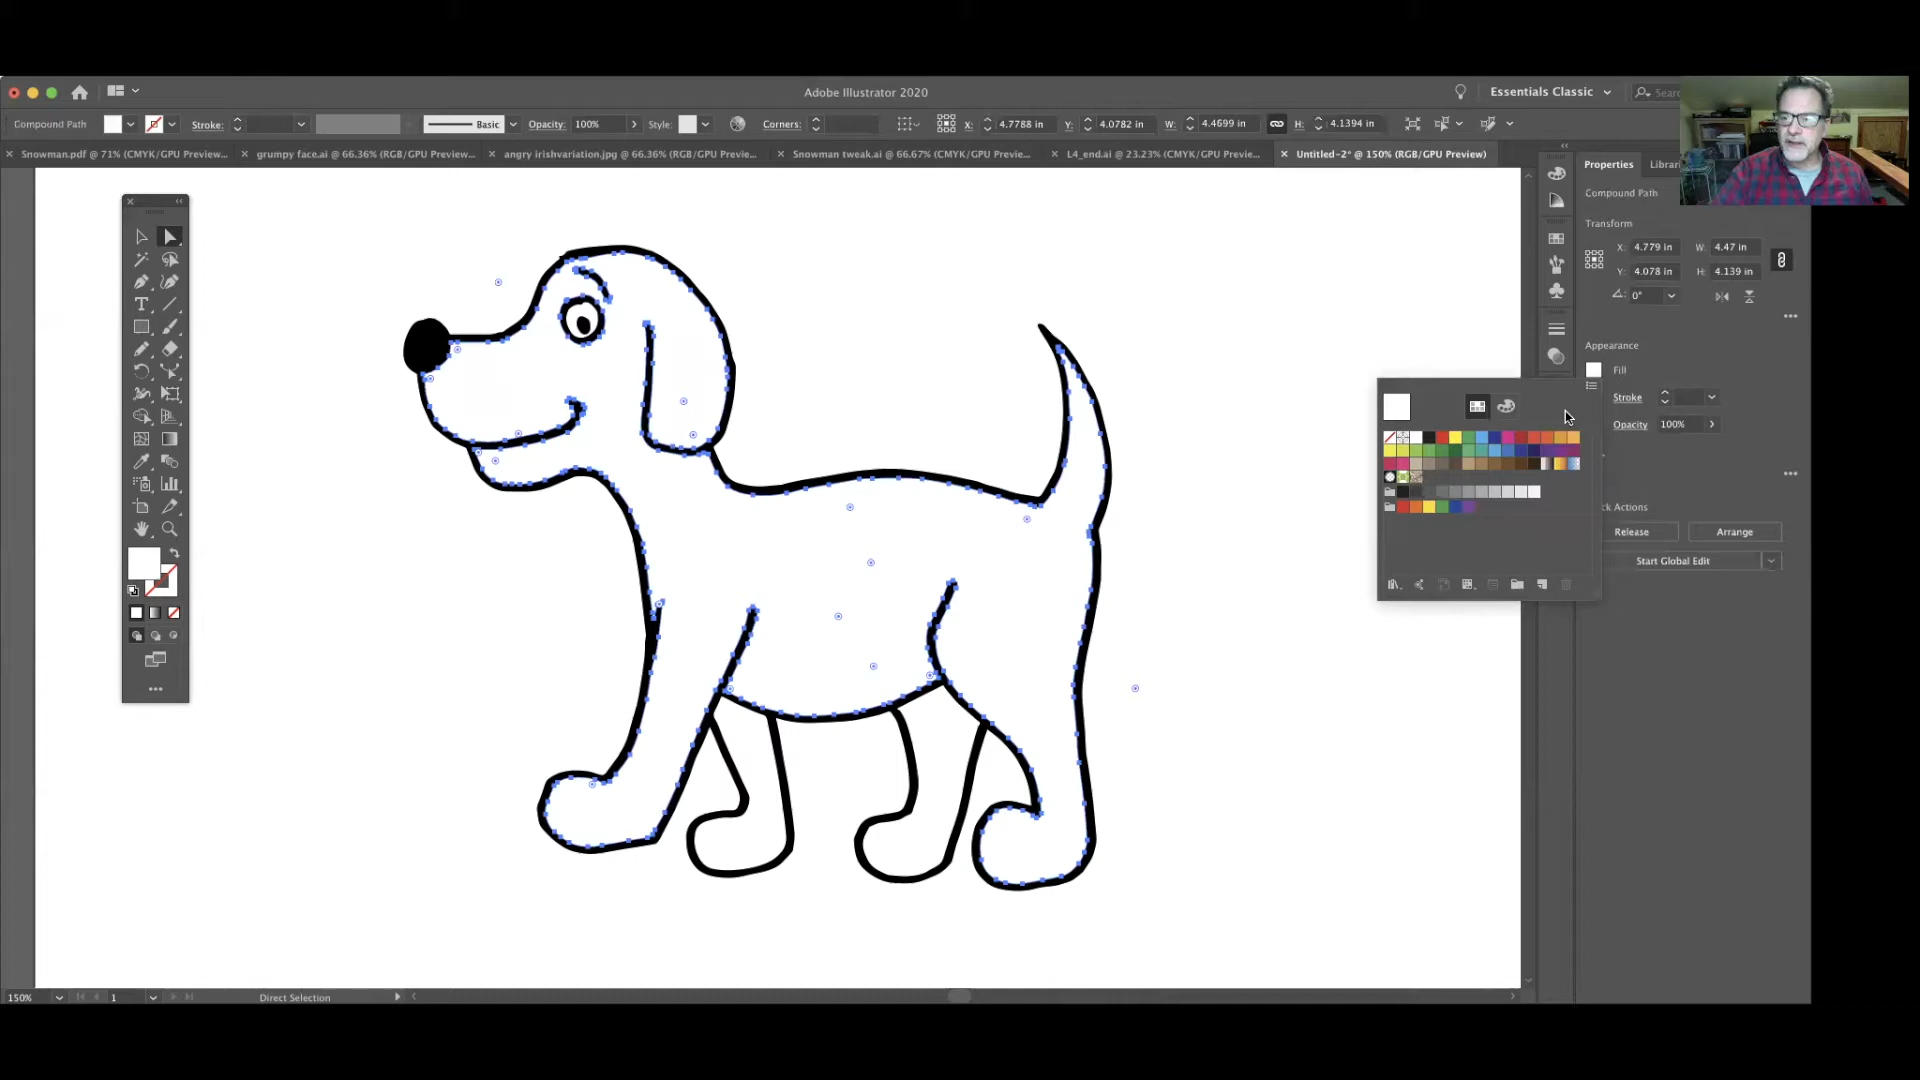 Adobe Illustrator 2020
Essentials Classic
Sear
Compound Path
Stroke:
Basic
Opacity: 100%
Style:
Corners:
X: 4.7788 in
Y: 4.0782 in
W: 4.4699 in
H: 4.1394 in
Snowman.pdf @ 71% (CMYK/GPU Preview...
grumpy face.ai @ 66.36% (RGB/GPU Preview...
angry irishvariation.jpg @ 66.36% (RGB/GPU Previe...
Snowman tweak.ai @ 66.67% (CMYK/GPU Previe...
L4_end.ai @ 23.23% (CMYK/GPU Previe...
Untitled-2* @ 150% (RGB/GPU Preview)
Properties
Librari
Compound Path
Transform
X: 4.779 in
W: 4.47 in
Y: 4.078 in
H: 4.139 in
0°
Appearance
Fill
Stroke
Opacity 100%
ck Actions
Release
Arrange
Start Global Edit
150%
1
Direct Selection